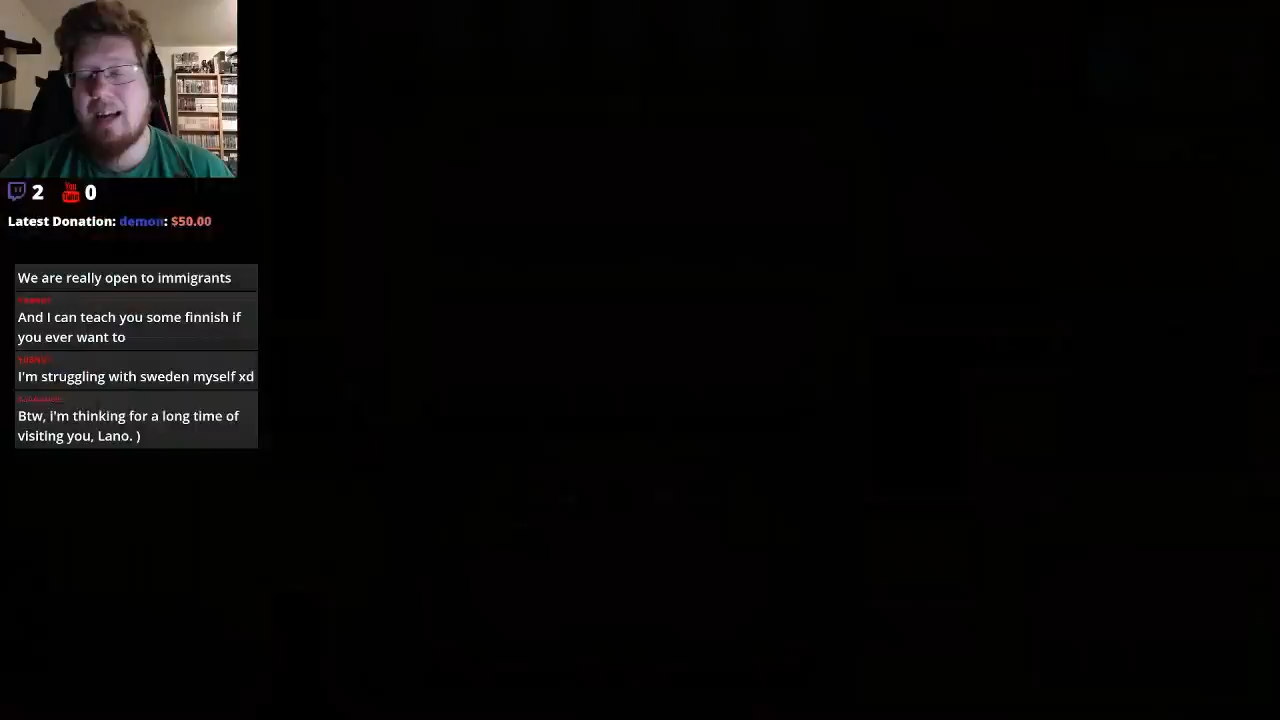 2 You Tube 0
Latest Donation: demon: $50.00
We are really open to immigrants
And I can teach you some finnish if
you ever want to
I'm struggling with sweden myself xd
Btw, i'm thinking for a long time of
visiting you, Lano. )